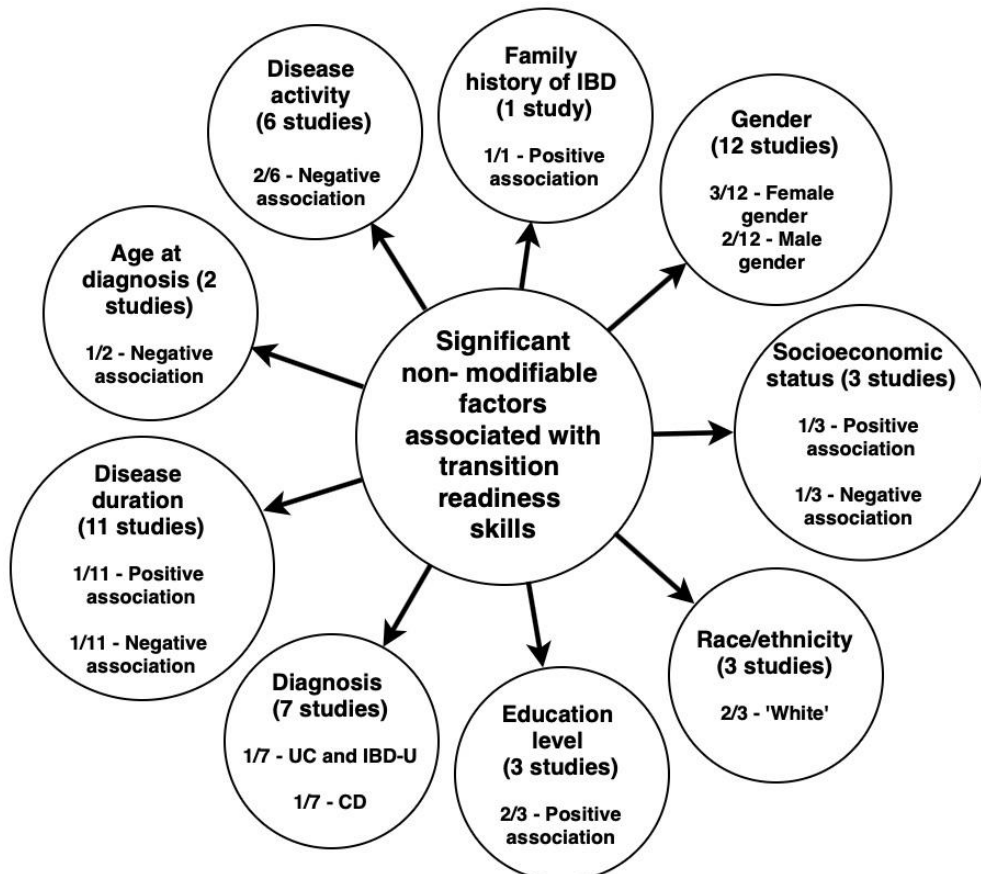 Disease
activity
(6 studies)
2/6 - Negative
association
Family
history of IBD
(1 study)
1/1 - Positive
association
Gender
(12 studies)
3/12 - Female
gender
2/12 - Male
gender
Age at
diagnosis (2
studies)
1/2 - Negative
association
Significant
non- modifiable
factors
associated with
transition
readiness
skills
Socioeconomic
status (3 studies)
1/3 - Positive
association
1/3 - Negative
association
Disease
duration
(11 studies)
1/11 - Positive
association
1/11 - Negative
association
Diagnosis
(7 studies)
1/7 - UC and IBD-U
1/7 - CD
Education
level
(3 studies)
2/3 - Positive
association
Race/ethnicity
(3 studies)
2/3 - 'White'